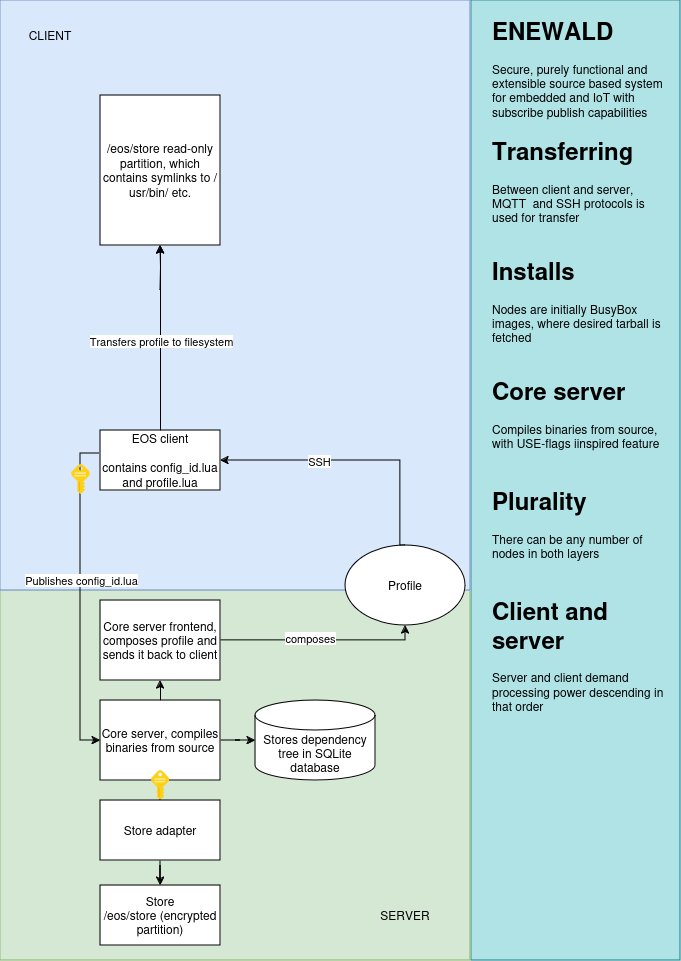 CLIENT
/eos/store read-only
partition, which
contains symlinks to /
usr/bin/ etc.
Transfers profile to filesystem
EOS client
contains config_id.lua
and profile.lua
SSH
Publishes config_id.lua
Profile
Core server frontend,
composes profile and
sends it back to client
composes
Core server, compiles
binaries from source
Stores dependency
tree in SQLite
database
Store adapter
Store
/eos/store (encrypted
partition)
SERVER
ENEWALD
Secure, purely functional and
extensible source based system
for embedded and IoT with
subscribe publish capabilities
Transferring
Between client and server,
MQTT and SSH protocols is
used for transfer
Installs
Nodes are initially BusyBox
images, where desired tarball is
fetched
Core server
Compiles binaries from source,
with USE-flags iinspired feature
Plurality
There can be any number of
nodes in both layers
Client and
server
Server and client demand
processing power descending in
that order